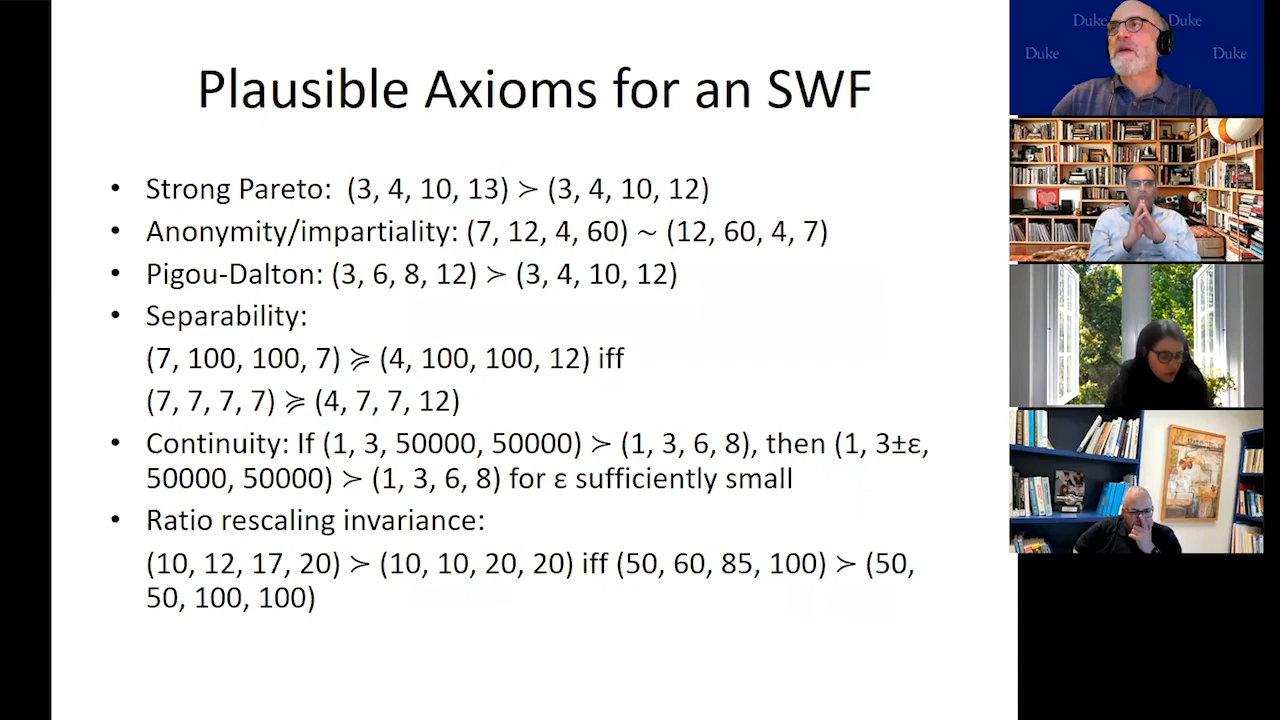 Plausible Axioms for an SWF
• Strong Pareto: (3, 4, 10, 13) ≻ (3, 4, 10, 12)
• Anonymity/impartiality: (7, 12, 4, 60) ~ (12, 60, 4, 7)
• Pigou-Dalton: (3, 6, 8, 12) ≻ (3, 4, 10, 12)
• Separability:
(7, 100, 100, 7) ≽ (4, 100, 100, 12) iff
(7, 7, 7, 7) ≽ (4, 7, 7, 12)
• Continuity: If (1, 3, 50000, 50000) ≻ (1, 3, 6, 8), then (1, 3±ε,
50000, 50000) ≻ (1, 3, 6, 8) for ε sufficiently small
• Ratio rescaling invariance:
(10, 12, 17, 20) ≻ (10, 10, 20, 20) iff (50, 60, 85, 100) ≻ (50,
50, 100, 100)
Duke Duke
Duke Duke